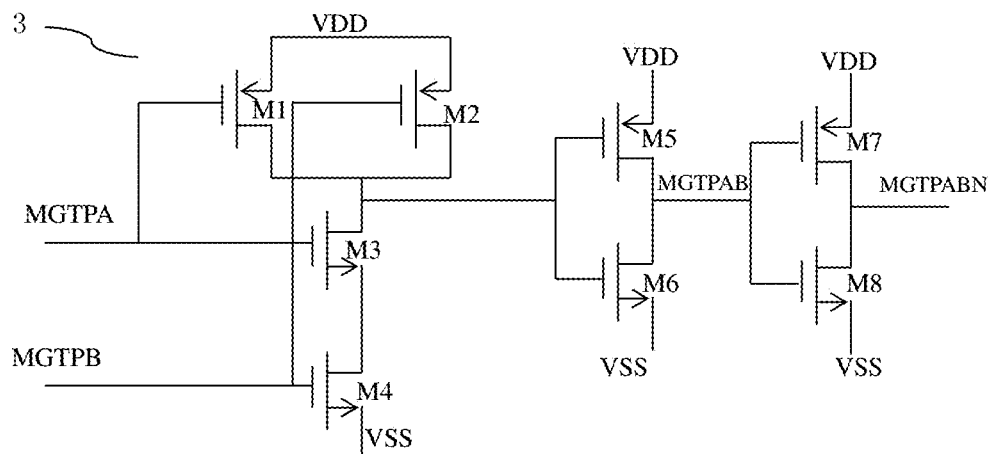 3
VDD
M1
M2
MGTPA
M3
MGTPB
M4
VSS
VDD
M5
MGTPAB
M6
VSS
VDD
M7
MGTPABN
M8
VSS